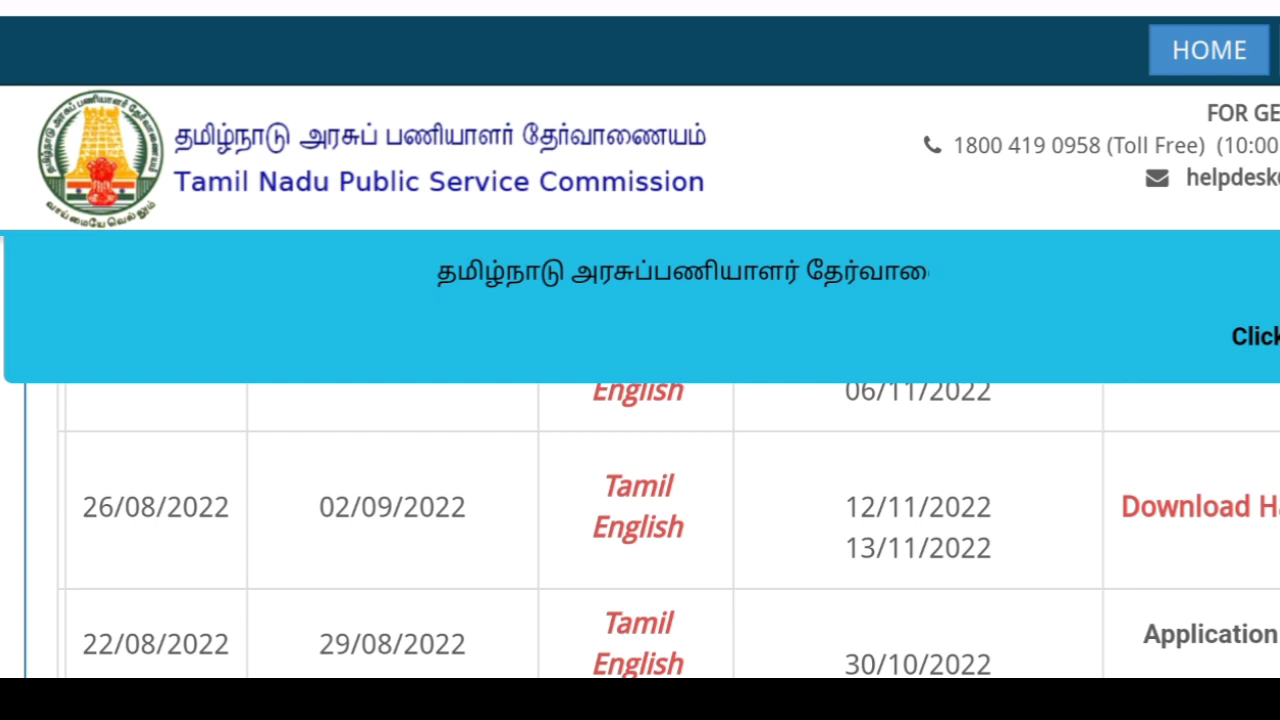 HOME
தமிழ்நாடு அரசுப் பணியாளர் தேர்வாணையம்
Tamil Nadu Public Service Commission
FOR GE
1800 419 0958 (Toll Free) (10:00
helpdesk@
தமிழ்நாடு அரசுப்பணியாளர் தேர்வாணை
Click
English
06/11/2022
26/08/2022
02/09/2022
Tamil
English
12/11/2022
13/11/2022
Download Ha
22/08/2022
29/08/2022
Tamil
English
30/10/2022
Application